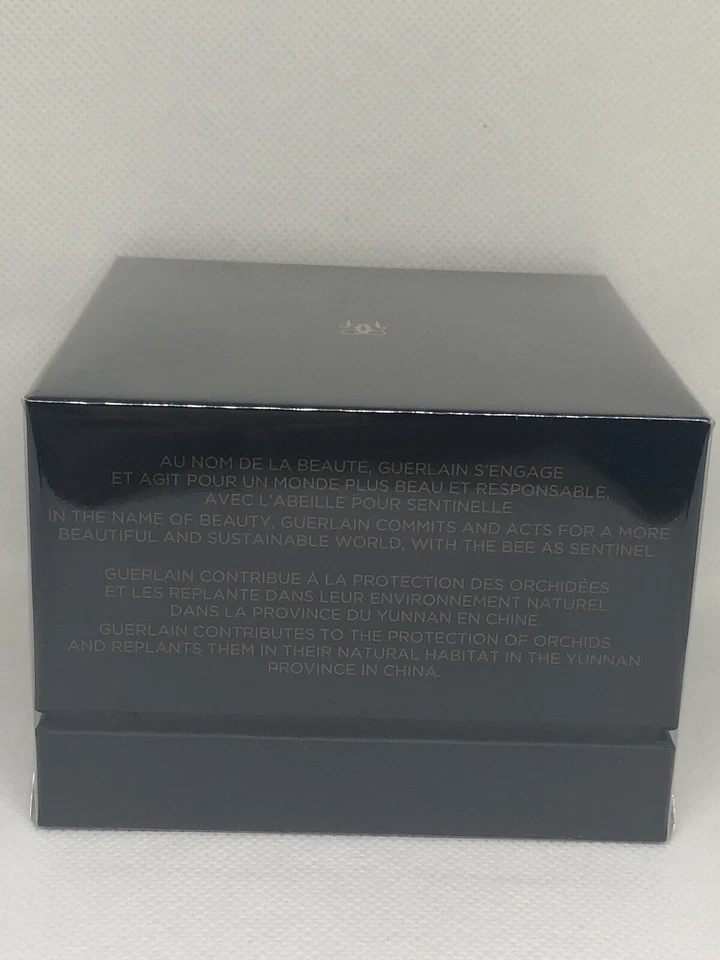 AU NOM DE LA BEAUTÉ, GUERLAIN S'ENGAGE
ET AGIT POUR UN MONDE PLUS BEAU ET RESPONSABLE,
AVEC L'ABEILLE POUR SENTINELLE.
IN THE NAME OF BEAUTY, GUERLAIN COMMITS AND ACTS FOR A MORE
BEAUTIFUL AND SUSTAINABLE WORLD, WITH THE BEE AS SENTINEL.
GUERLAIN CONTRIBUE À LA PROTECTION DES ORCHIDÉES
ET LES REPLANTE DANS LEUR ENVIRONNEMENT NATUREL
DANS LA PROVINCE DU YUNNAN EN CHINE.
GUERLAIN CONTRIBUTES TO THE PROTECTION OF ORCHIDS
AND REPLANTS THEM IN THEIR NATURAL HABITAT IN THE YUNNAN
PROVINCE IN CHINA.